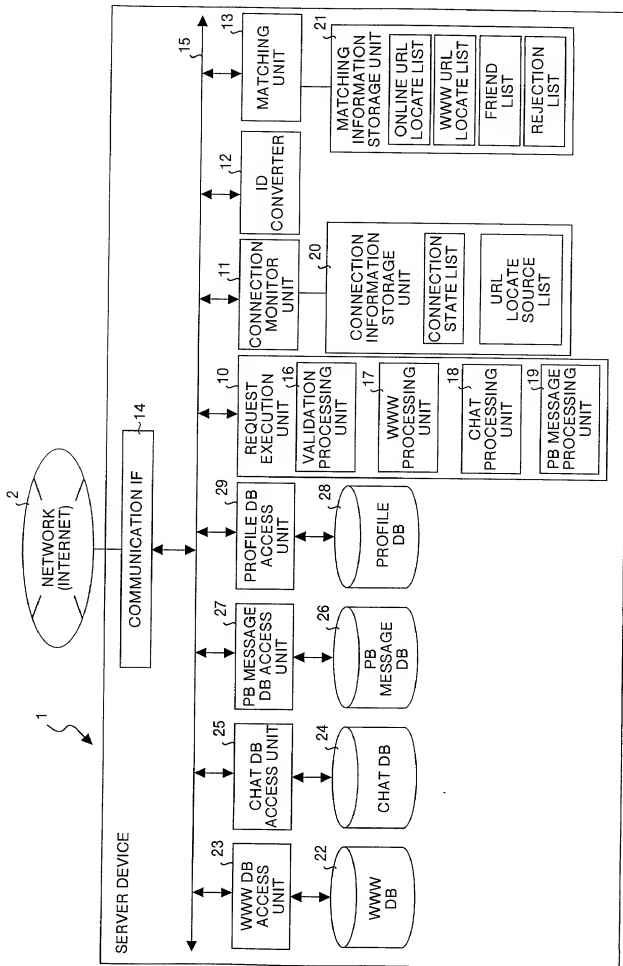 1
2
NETWORK
(INTERNET)
SERVER DEVICE
14
COMMUNICATION IF
15
23
WWW DB
ACCESS
UNIT
25
CHAT DB
ACCESS UNIT
27
PB MESSAGE
DB ACCESS
UNIT
29
PROFILE DB
ACCESS
UNIT
10
REQUEST
EXECUTION
UNIT
11
CONNECTION
MONITOR
UNIT
12
ID
CONVERTER
13
MATCHING
UNIT
22
WWW
DB
24
CHAT DB
26
PB
MESSAGE
DB
28
PROFILE
DB
16
VALIDATION
PROCESSING
UNIT
17
WWW
PROCESSING
UNIT
18
CHAT
PROCESSING
UNIT
19
PB MESSAGE
PROCESSING
UNIT
20
CONNECTION
INFORMATION
STORAGE
UNIT
CONNECTION
STATE LIST
URL
LOCATE
SOURCE
LIST
21
MATCHING
INFORMATION
STORAGE UNIT
ONLINE URL
LOCATE LIST
WWW URL
LOCATE LIST
FRIEND
LIST
REJECTION
LIST